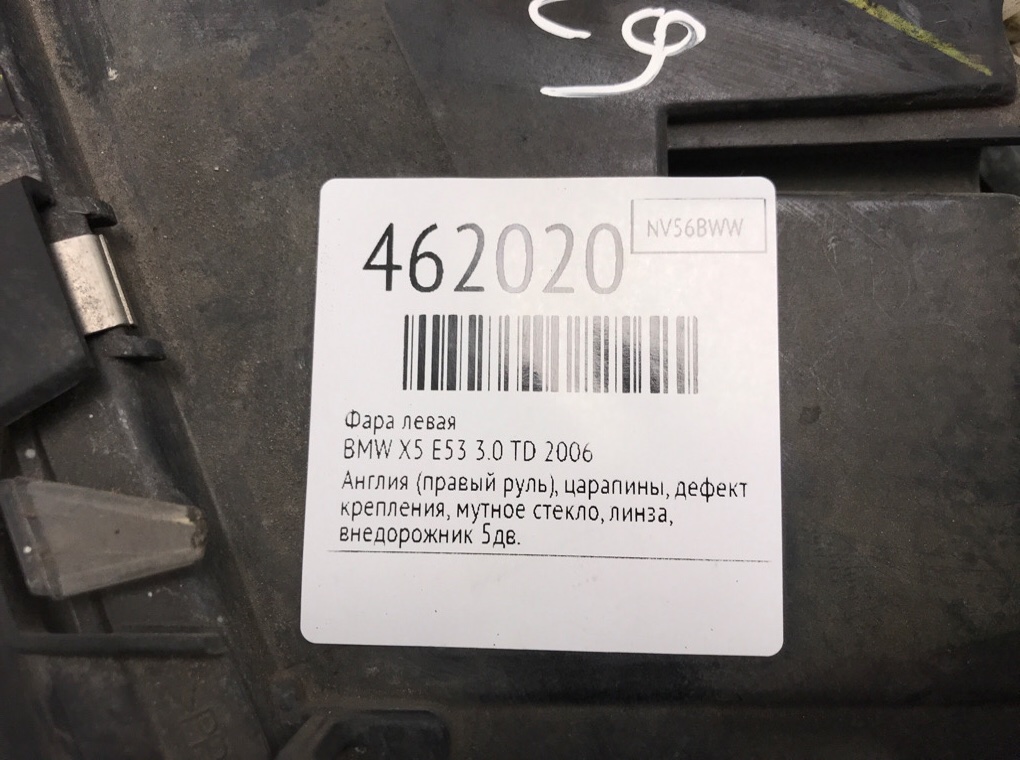 462020
NV56BWW
Фара левая
BMW X5 E53 3.0 TD 2006
Англия (правый руль), царапины, дефект
крепления, мутное стекло, линза,
внедорожник 5дв.